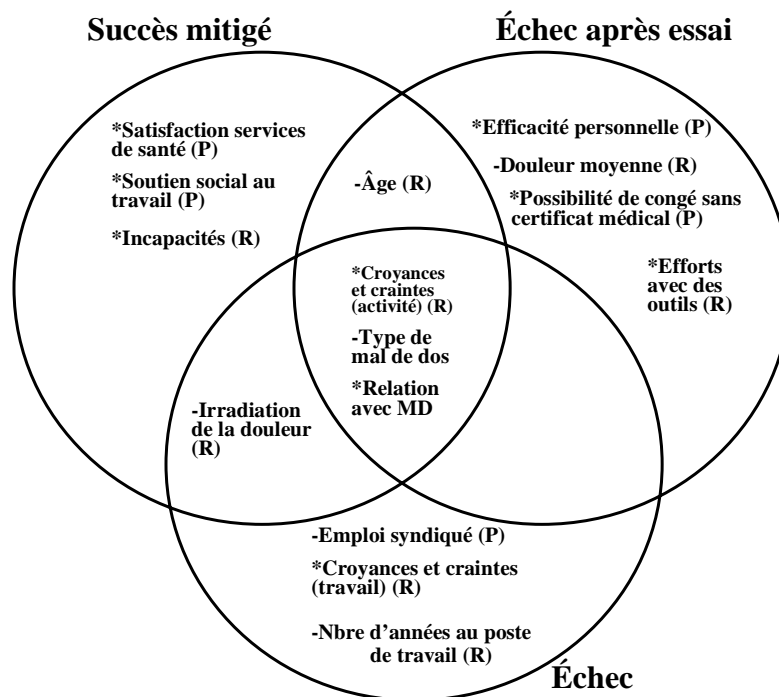 Succès mitigé
Échec après essai
*Satisfaction services
de santé (P)
*Soutien social au
travail (P)
*Incapacités (R)
-Âge (R)
*Efficacité personnelle (P)
-Douleur moyenne (R)
*Possibilité de congé sans
certificat médical (P)
*Efforts
avec des
outils (R)
*Croyances
et craintes
(activité) (R)
-Type de
mal de dos
*Relation
avec MD
-Irradiation
de la douleur
(R)
-Emploi syndiqué (P)
*Croyances et craintes
(travail) (R)
-Nbre d’années au poste
de travail (R)
Échec